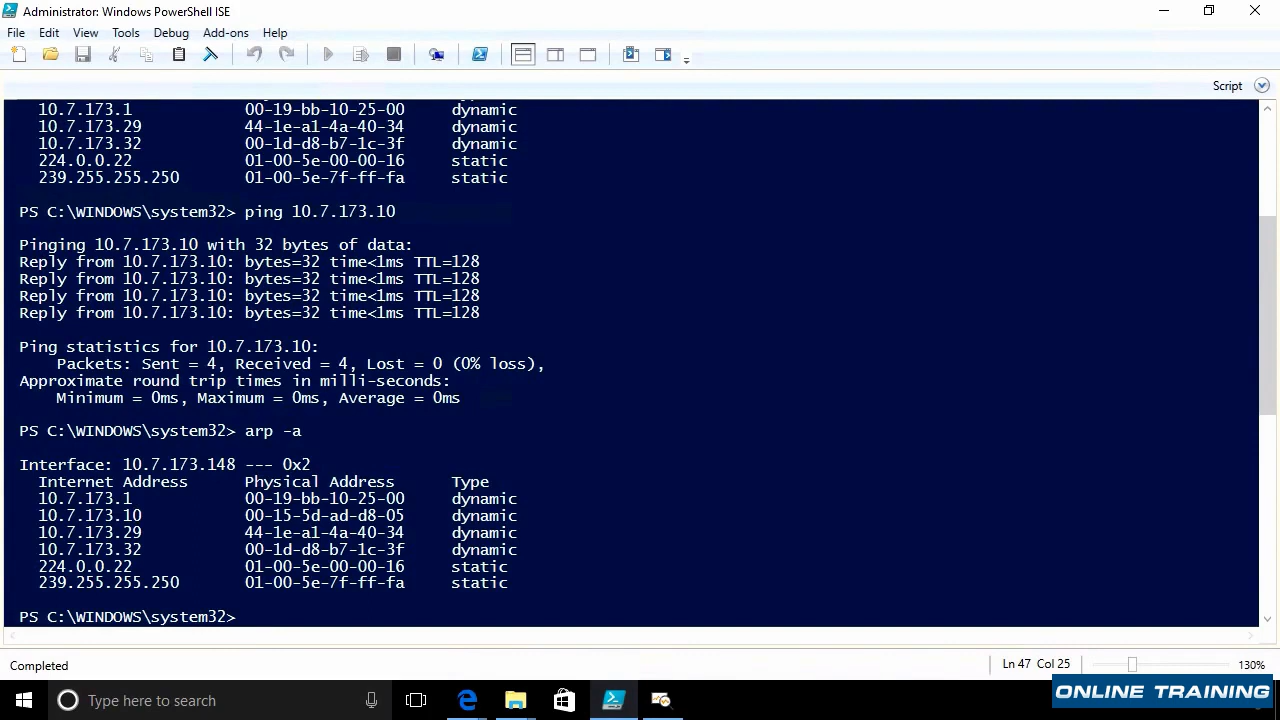 Administrator: Windows PowerShell ISE
File Edit View Tools Debug Add-ons Help
Script
10.7.173.1 00-19-bb-10-25-00 dynamic
10.7.173.29 44-1e-a1-4a-40-34 dynamic
10.7.173.32 00-1d-d8-b7-1c-3f dynamic
224.0.0.22 01-00-5e-00-00-16 static
239.255.255.250 01-00-5e-7f-ff-fa static
PS C:\WINDOWS\system32> ping 10.7.173.10
Pinging 10.7.173.10 with 32 bytes of data:
Reply from 10.7.173.10: bytes=32 time<1ms TTL=128
Reply from 10.7.173.10: bytes=32 time<1ms TTL=128
Reply from 10.7.173.10: bytes=32 time<1ms TTL=128
Reply from 10.7.173.10: bytes=32 time<1ms TTL=128
Ping statistics for 10.7.173.10:
Packets: Sent = 4, Received = 4, Lost = 0 (0% loss),
Approximate round trip times in milli-seconds:
Minimum = 0ms, Maximum = 0ms, Average = 0ms
PS C:\WINDOWS\system32> arp -a
Interface: 10.7.173.148 --- 0x2
Internet Address Physical Address Type
10.7.173.1 00-19-bb-10-25-00 dynamic
10.7.173.10 00-15-5d-ad-d8-05 dynamic
10.7.173.29 44-1e-a1-4a-40-34 dynamic
10.7.173.32 00-1d-d8-b7-1c-3f dynamic
224.0.0.22 01-00-5e-00-00-16 static
239.255.255.250 01-00-5e-7f-ff-fa static
PS C:\WINDOWS\system32>
Completed
Ln 47 Col 25
130%
Type here to search
ONLINE TRAINING